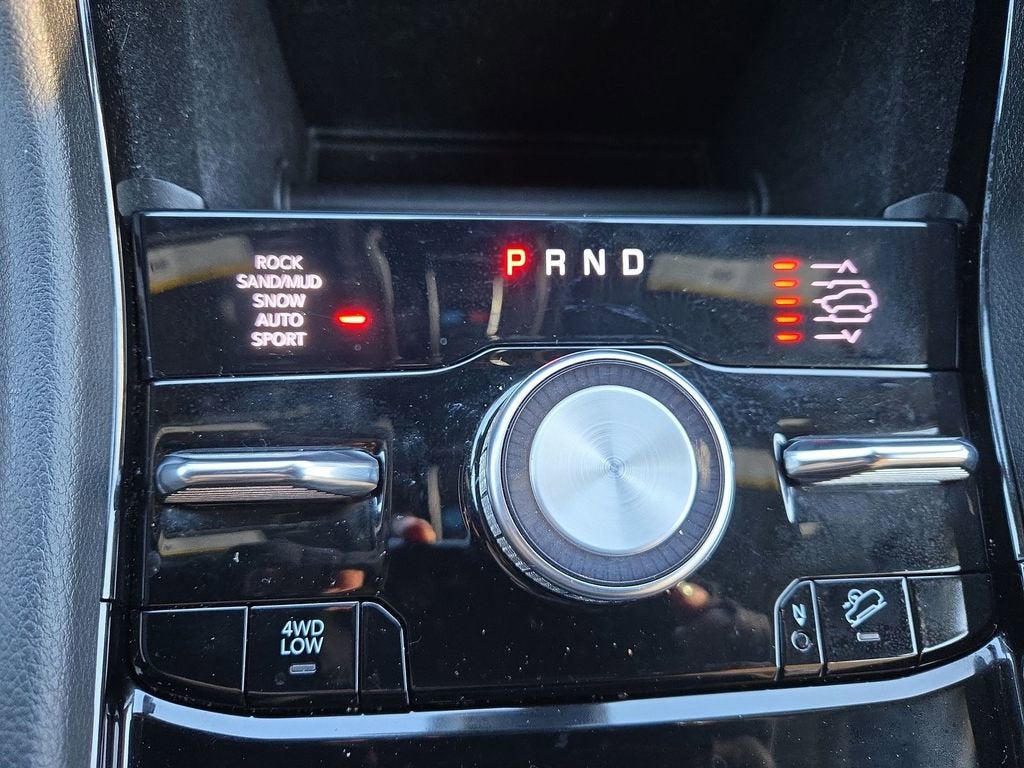 ROCK
SAND/MUD
SNOW
AUTO
SPORT
P R N D
4WD
LOW
N